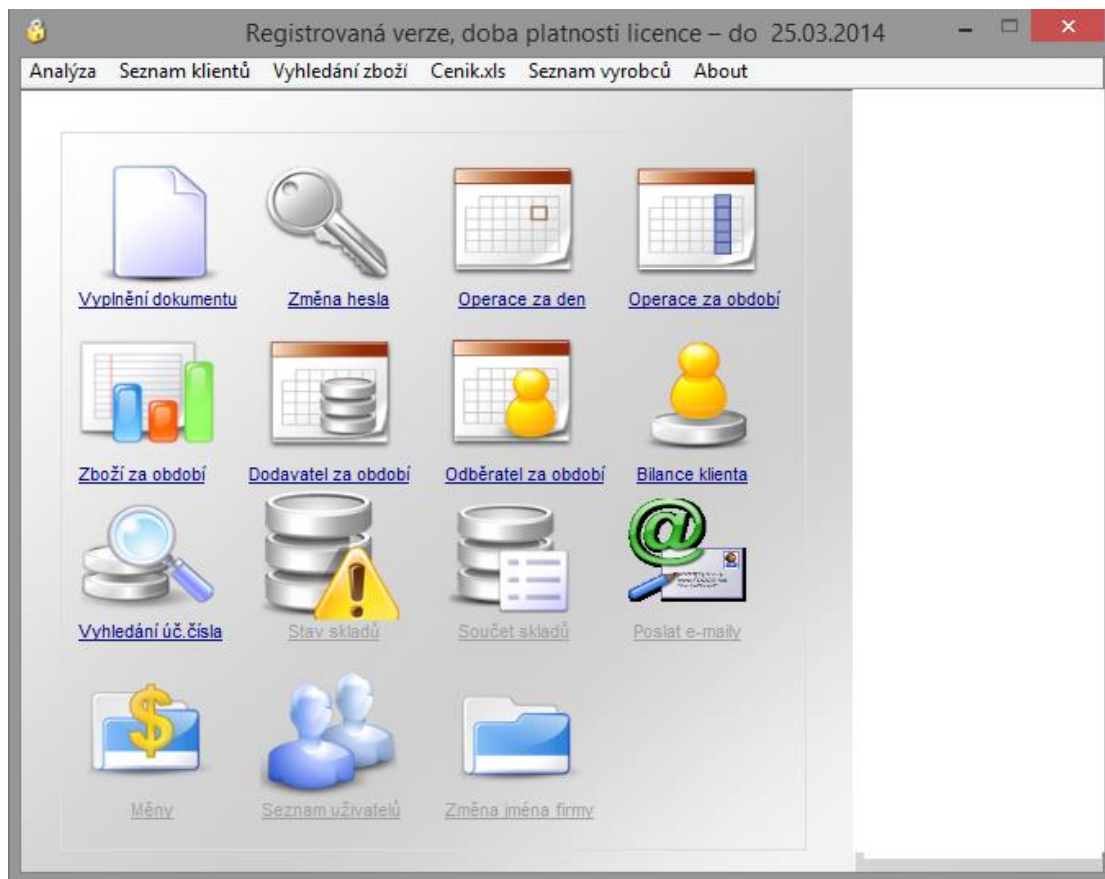 Registrovaná verze, doba platnosti licence – do 25.03.2014
Analýza Seznam klientů Vyhledání zboží Cenik.xls Seznam vyrobců About
Vyplnění dokumentu Změna hesla Operace za den Operace za období
Zboží za období Dodavatel za období Odběratel za období Bilance klienta
Vyhledání úč.čísla Stav skladů Součet skladů Poslat e-maily
Měny Seznam uživatelů Změna jména firmy